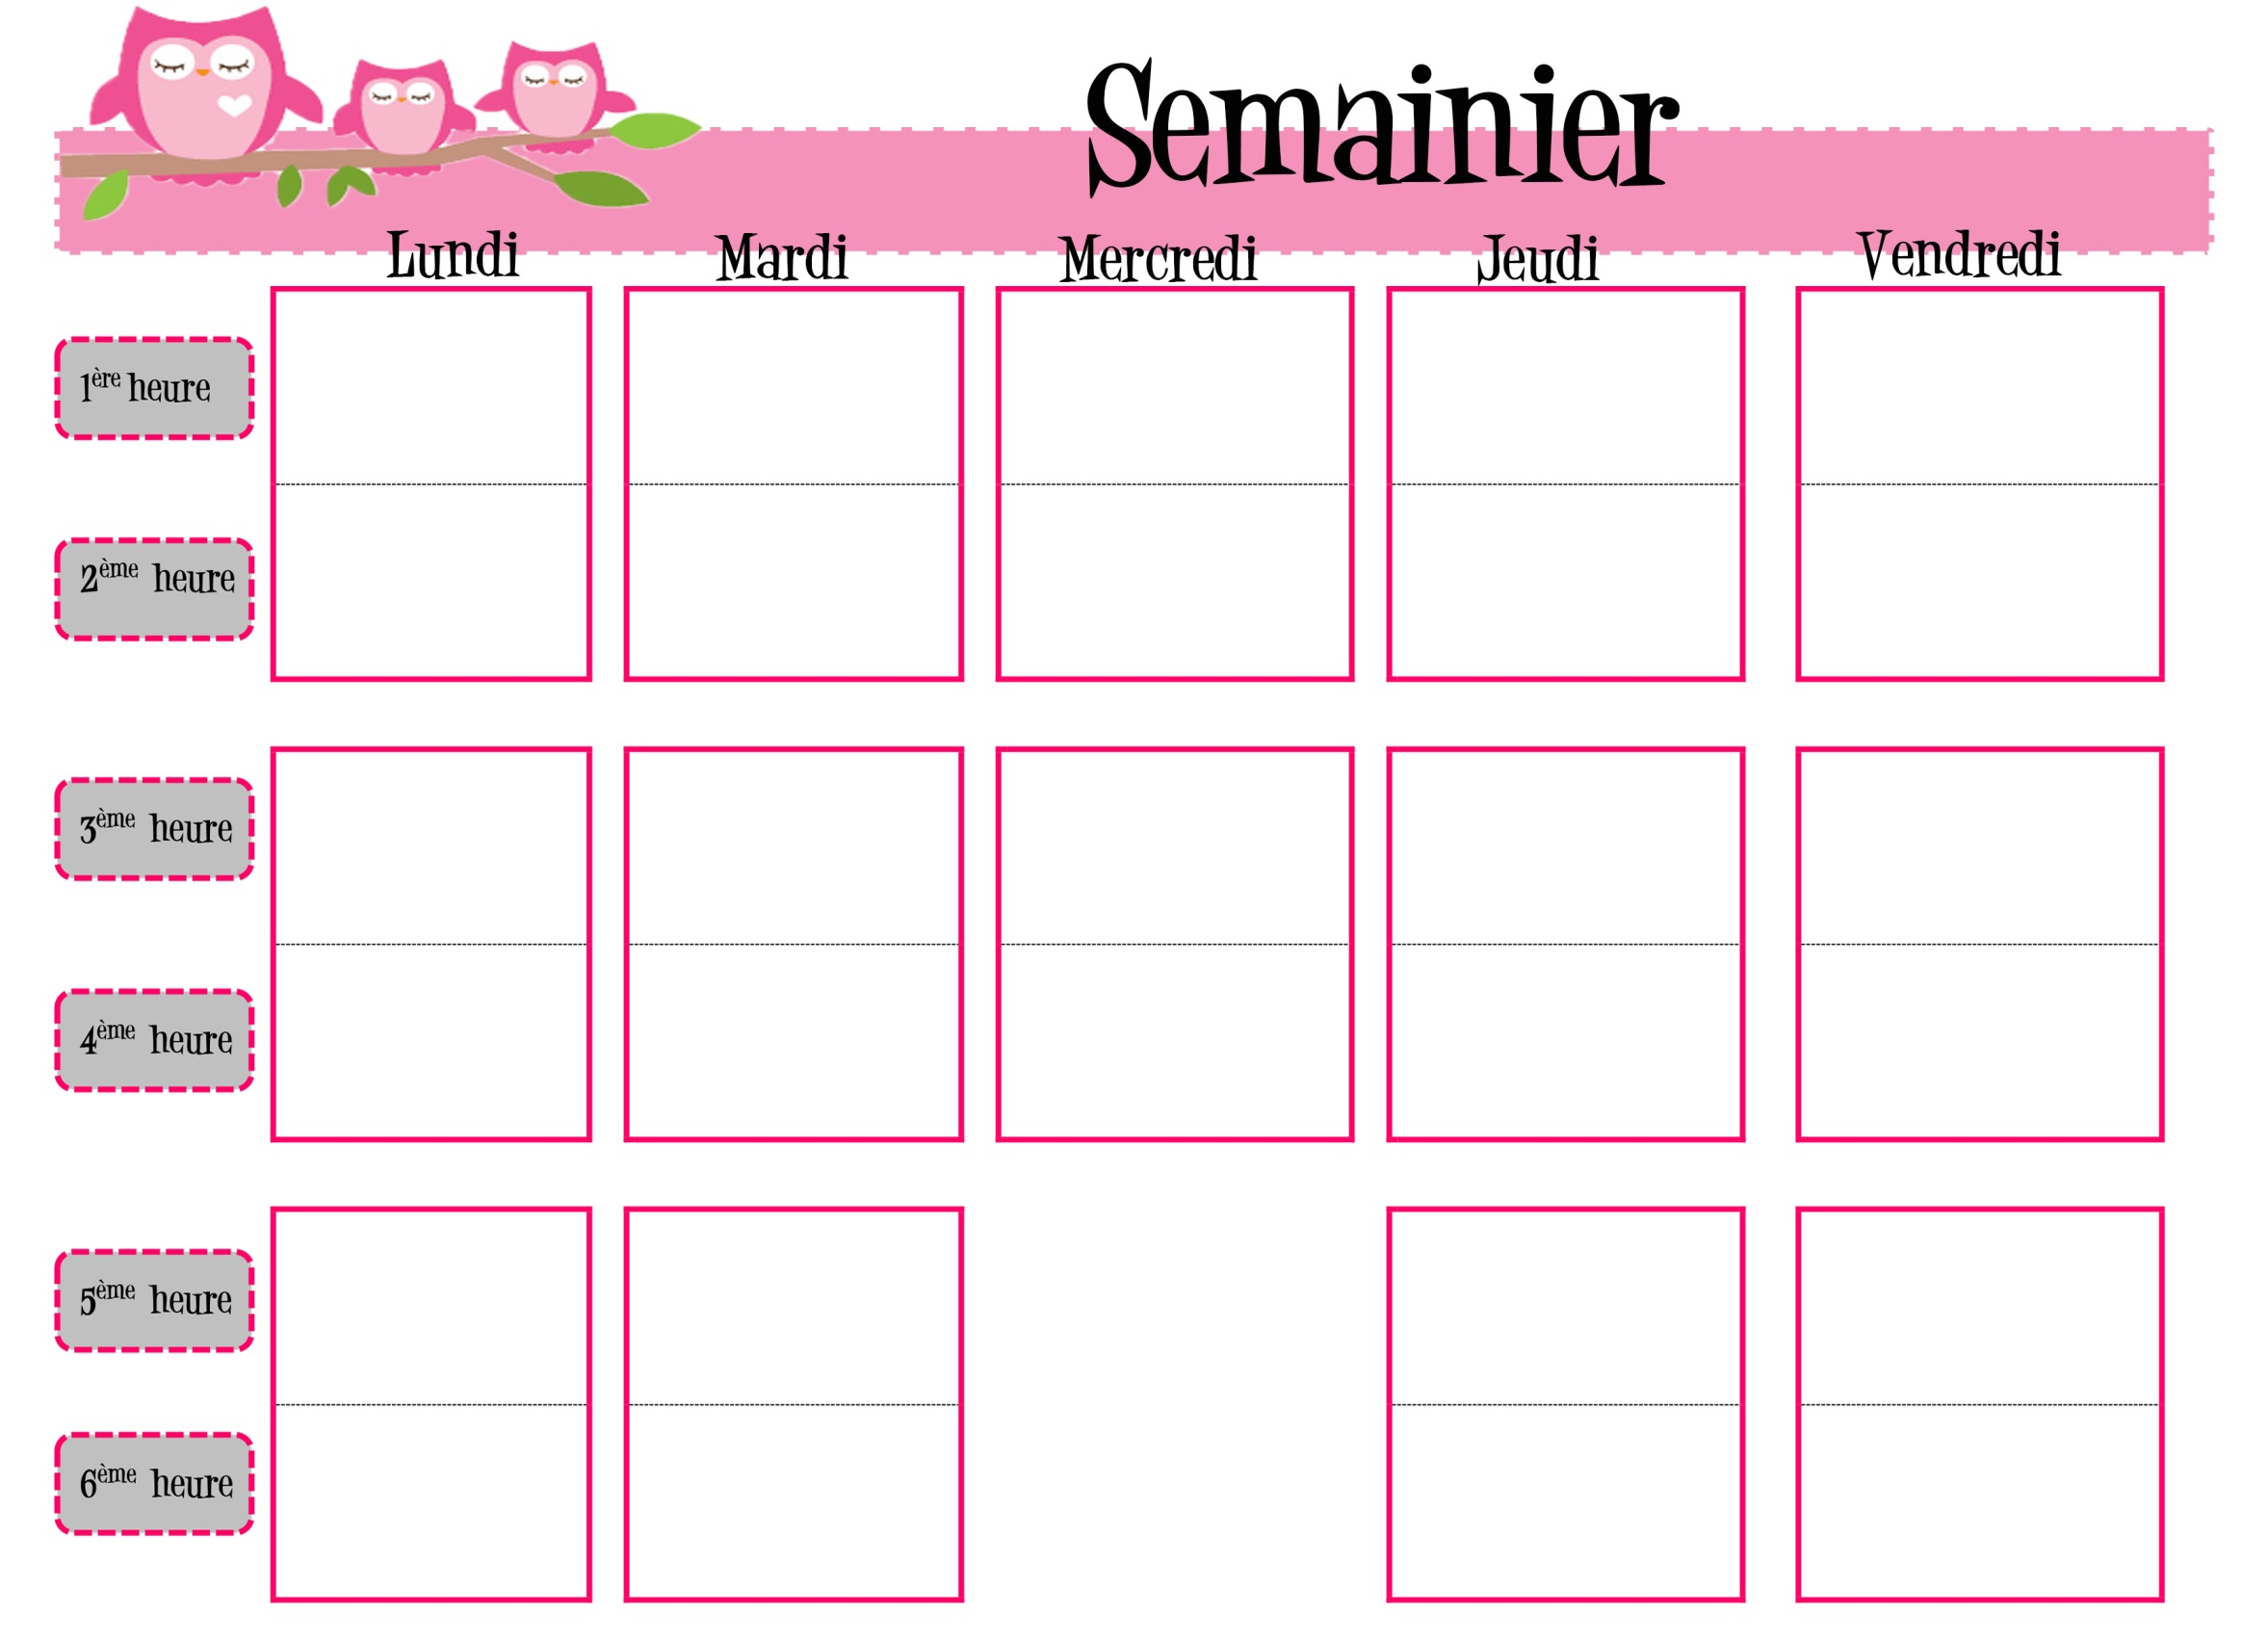 Semainier
Lundi Mardi Mercredi Jeudi Vendredi
1ère heure
2ème heure
3ème heure
4ème heure
5ème heure
6ème heure